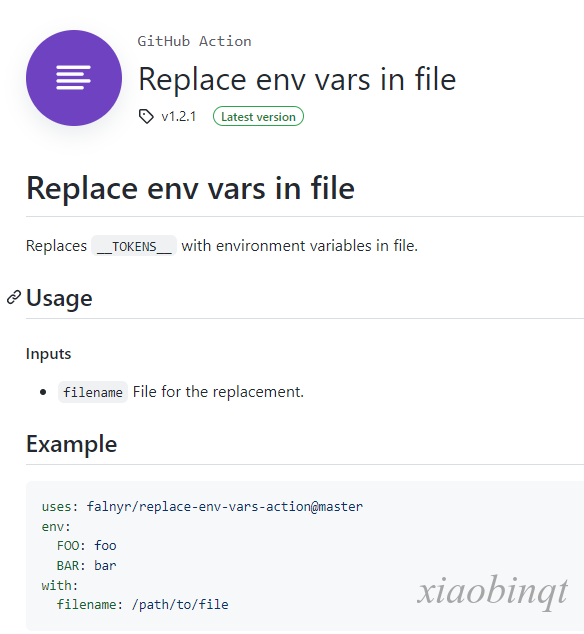 GitHub Action
Replace env vars in file
v1.2.1 Latest version
Replace env vars in file
Replaces __TOKENS__ with environment variables in file.
Usage
Inputs
filename File for the replacement.
Example
uses: falnyr/replace-env-vars-action@master
env:
  FOO: foo
  BAR: bar
with:
  filename: /path/to/file
xiaobinqt